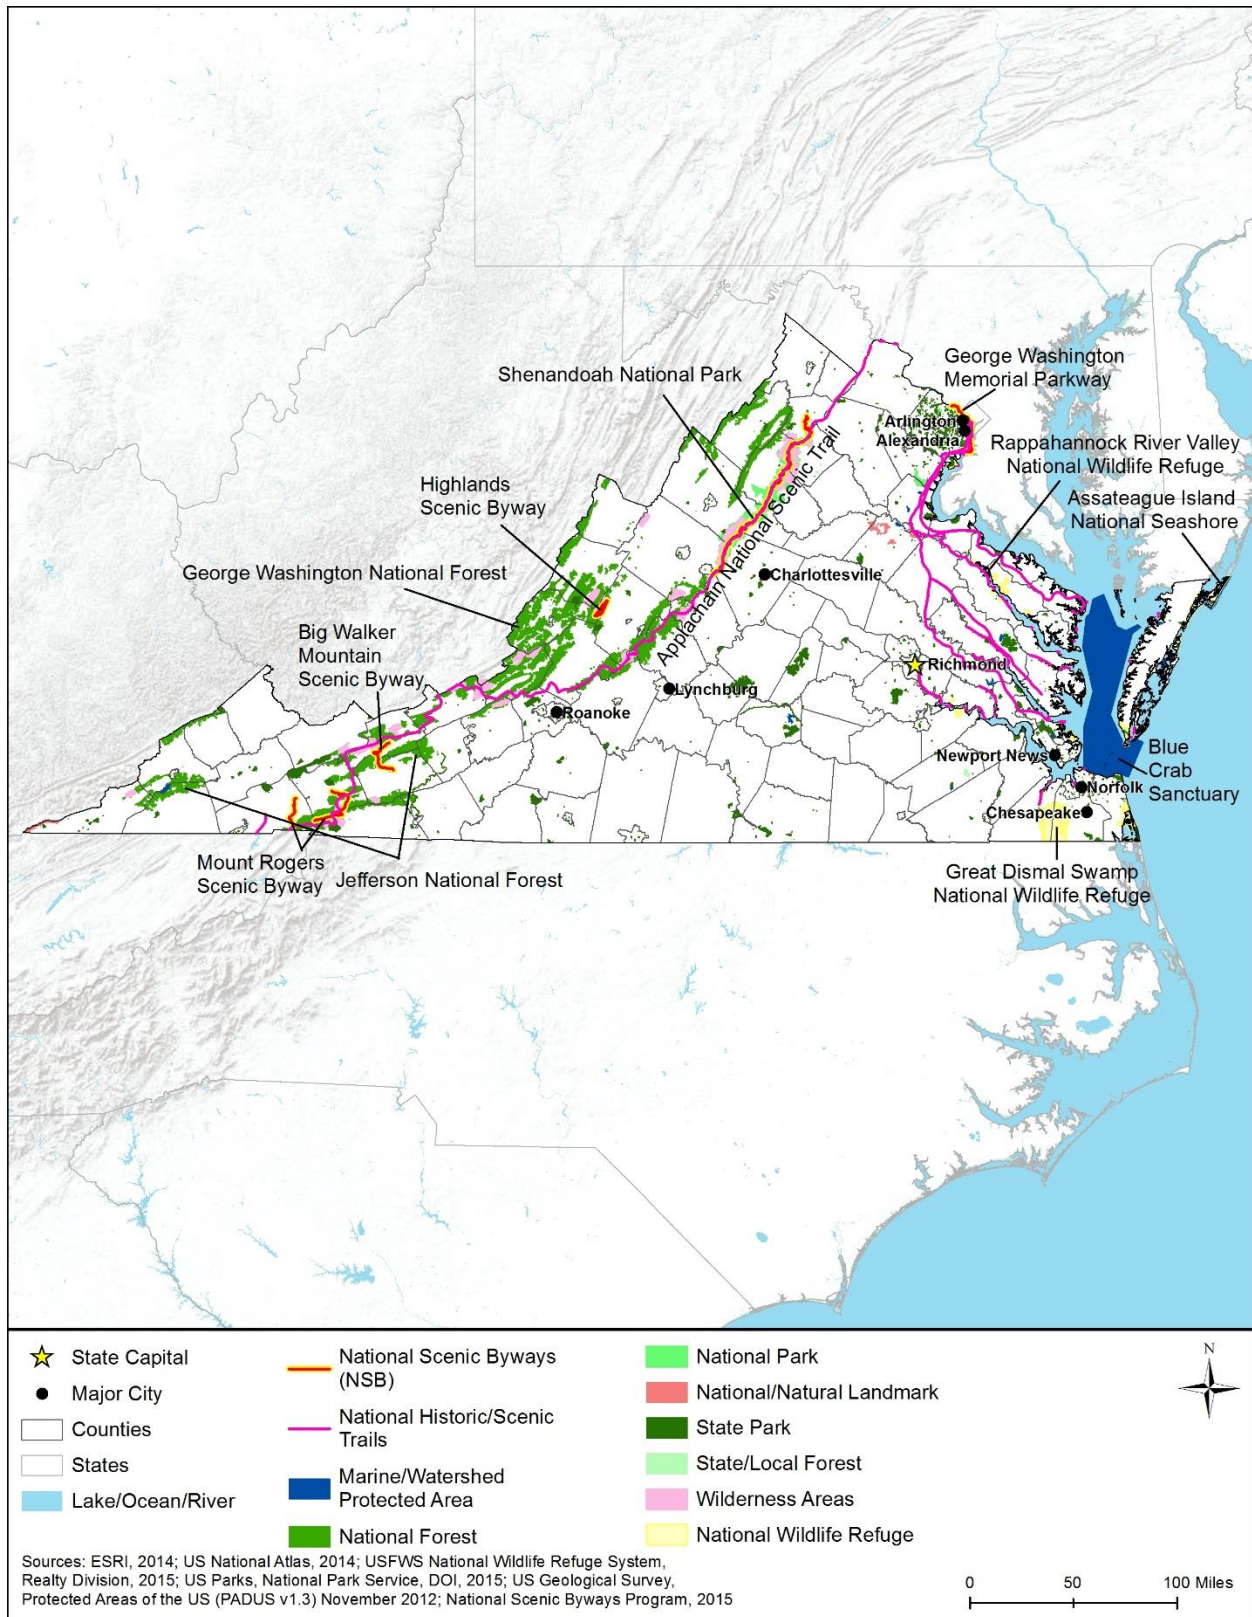 George Washington
Memorial Parkway
Shenandoah National Park
Arlington
Alexandria
Rappahannock River Valley
National Wildlife Refuge
Assateague Island
National Seashore
Highlands
Scenic Byway
Applachain National Scenic Trail
George Washington National Forest
Charlottesville
Big Walker
Mountain
Scenic Byway
Richmond
Lynchburg
Roanoke
Newport News
Blue
Crab
Sanctuary
Norfolk
Chesapeake
Mount Rogers
Scenic Byway
Jefferson National Forest
Great Dismal Swamp
National Wildlife Refuge
State Capital
Major City
Counties
States
Lake/Ocean/River
National Scenic Byways
(NSB)
National Historic/Scenic
Trails
Marine/Watershed
Protected Area
National Forest
National Park
National/Natural Landmark
State Park
State/Local Forest
Wilderness Areas
National Wildlife Refuge
N
Sources: ESRI, 2014; US National Atlas, 2014; USFWS National Wildlife Refuge System,
Realty Division, 2015; US Parks, National Park Service, DOI, 2015; US Geological Survey,
Protected Areas of the US (PADUS v1.3) November 2012; National Scenic Byways Program, 2015
0 50 100 Miles